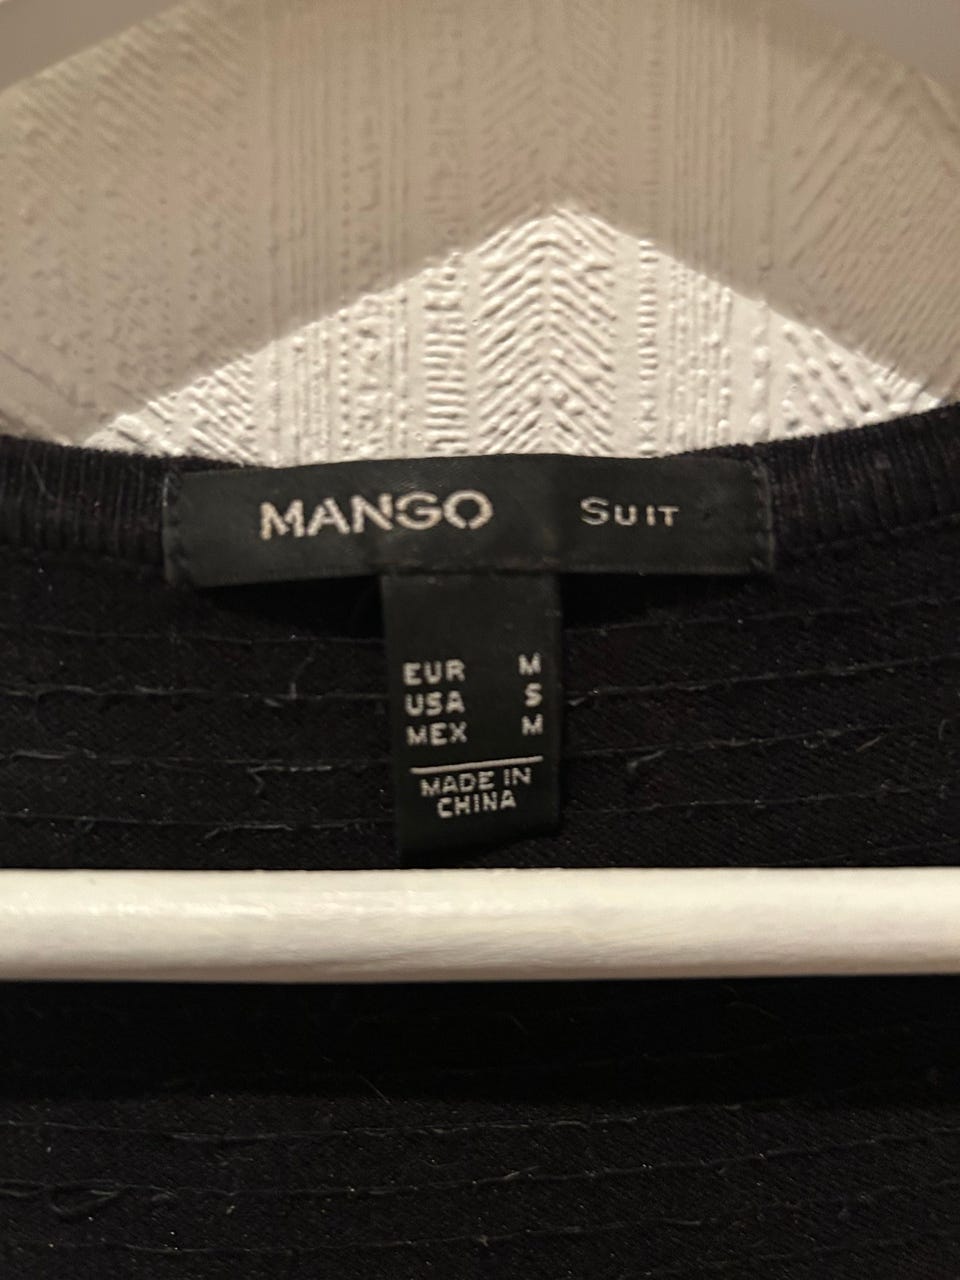 MANGO SUIT
EUR M
USA S
MEX M
MADE IN
CHINA